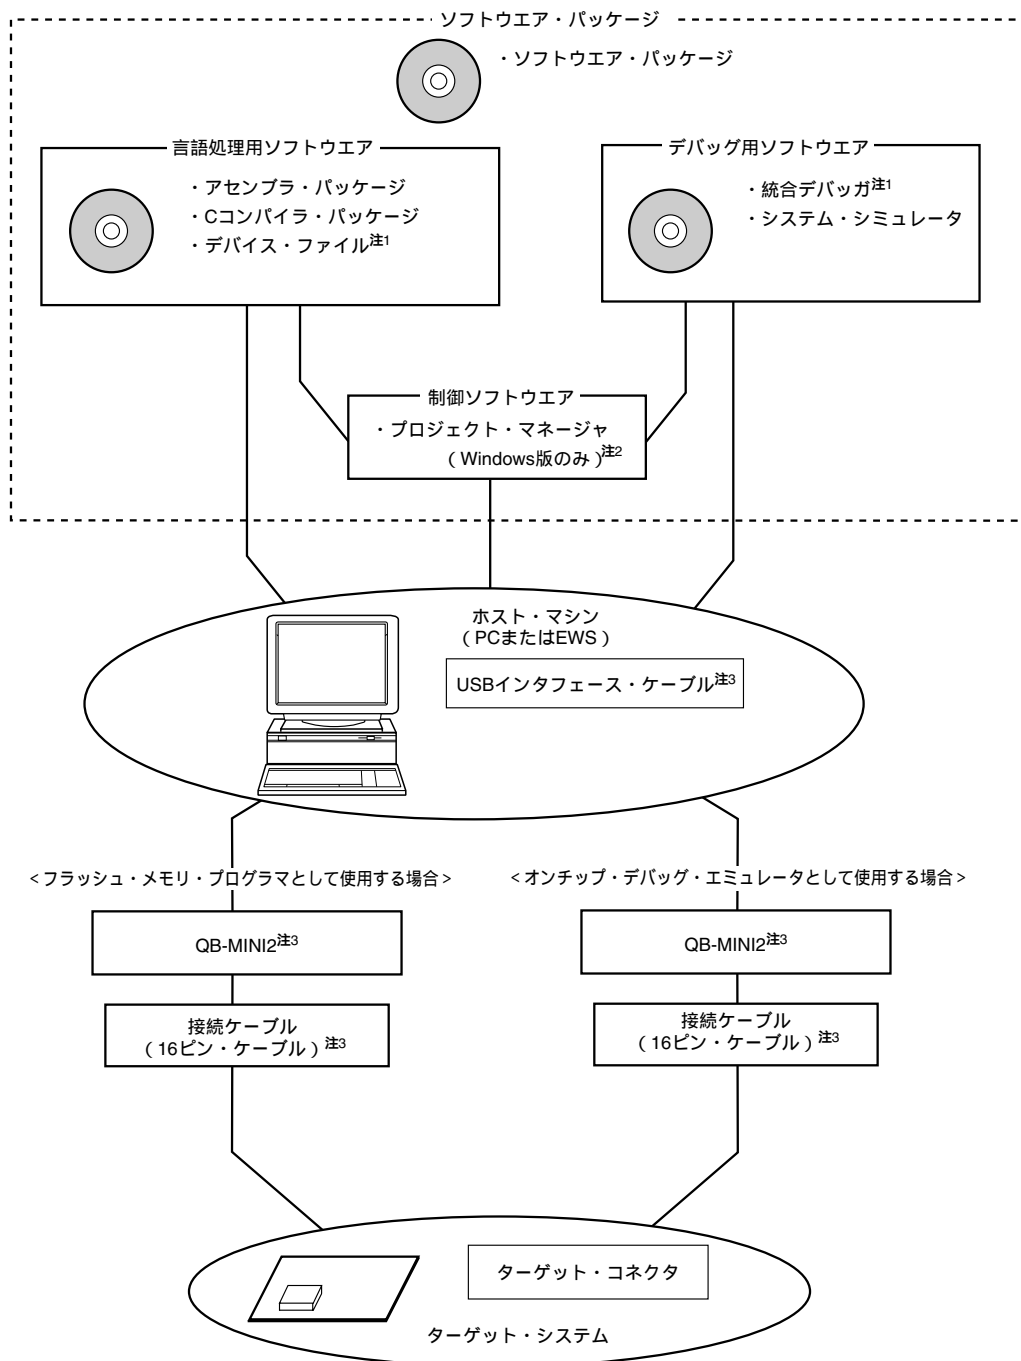 ソフトウエア・パッケージ
・ソフトウエア・パッケージ
言語処理用ソフトウエア
・アセンブラ・パッケージ
・Cコンパイラ・パッケージ
・デバイス・ファイル注1
デバッグ用ソフトウエア
・統合デバッガ注1
・システム・シミュレータ
制御ソフトウエア
・プロジェクト・マネージャ
（Windows版のみ）注2
ホスト・マシン
（PCまたはEWS）
USBインタフェース・ケーブル注3
<フラッシュ・メモリ・プログラマとして使用する場合>
<オンチップ・デバッグ・エミュレータとして使用する場合>
QB-MINI2注3
QB-MINI2注3
接続ケーブル
（16ピン・ケーブル）注3
接続ケーブル
（16ピン・ケーブル）注3
ターゲット・コネクタ
ターゲット・システム